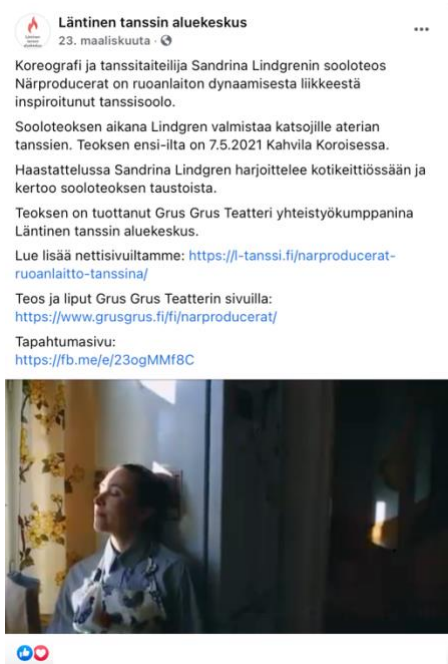 Läntinen tanssin aluekeskus
23. maaliskuuta ·
Koreografi ja tanssitaiteilija Sandrina Lindgrenin sooloteos
Närproducerat on ruoanlaiton dynaamisesta liikkeestä
inspiroitunut tanssisoolo.
Sooloteoksen aikana Lindgren valmistaa katsojille aterian
tanssien. Teoksen ensi-ilta on 7.5.2021 Kahvila Koroisessa.
Haastattelussa Sandrina Lindgren harjoittelee kotikeittiössään ja
kertoo sooloteoksen taustoista.
Teoksen on tuottanut Grus Grus Teatteri yhteistyökumppanina
Läntinen tanssin aluekeskus.
Lue lisää nettisivuiltamme: https://l-tanssi.fi/narproducerat-
ruoanlaitto-tanssina/
Teos ja liput Grus Grus Teatterin sivuilla:
https://www.grusgrus.fi/fi/narproducerat/
Tapahtumasivu:
https://fb.me/e/23ogMMf8C